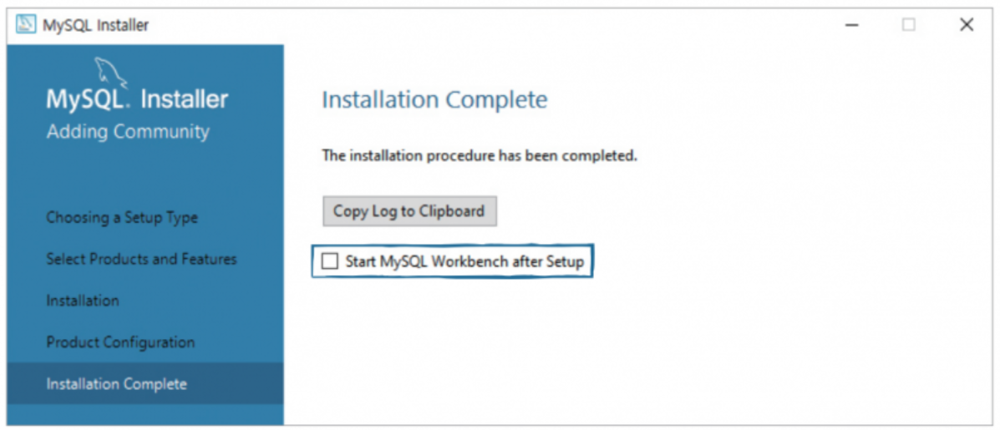 MySQL Installer
MySQL. Installer
Adding Community
Choosing a Setup Type
Select Products and Features
Installation
Product Configuration
Installation Complete
Installation Complete
The installation procedure has been completed.
Copy Log to Clipboard
Start MySQL Workbench after Setup